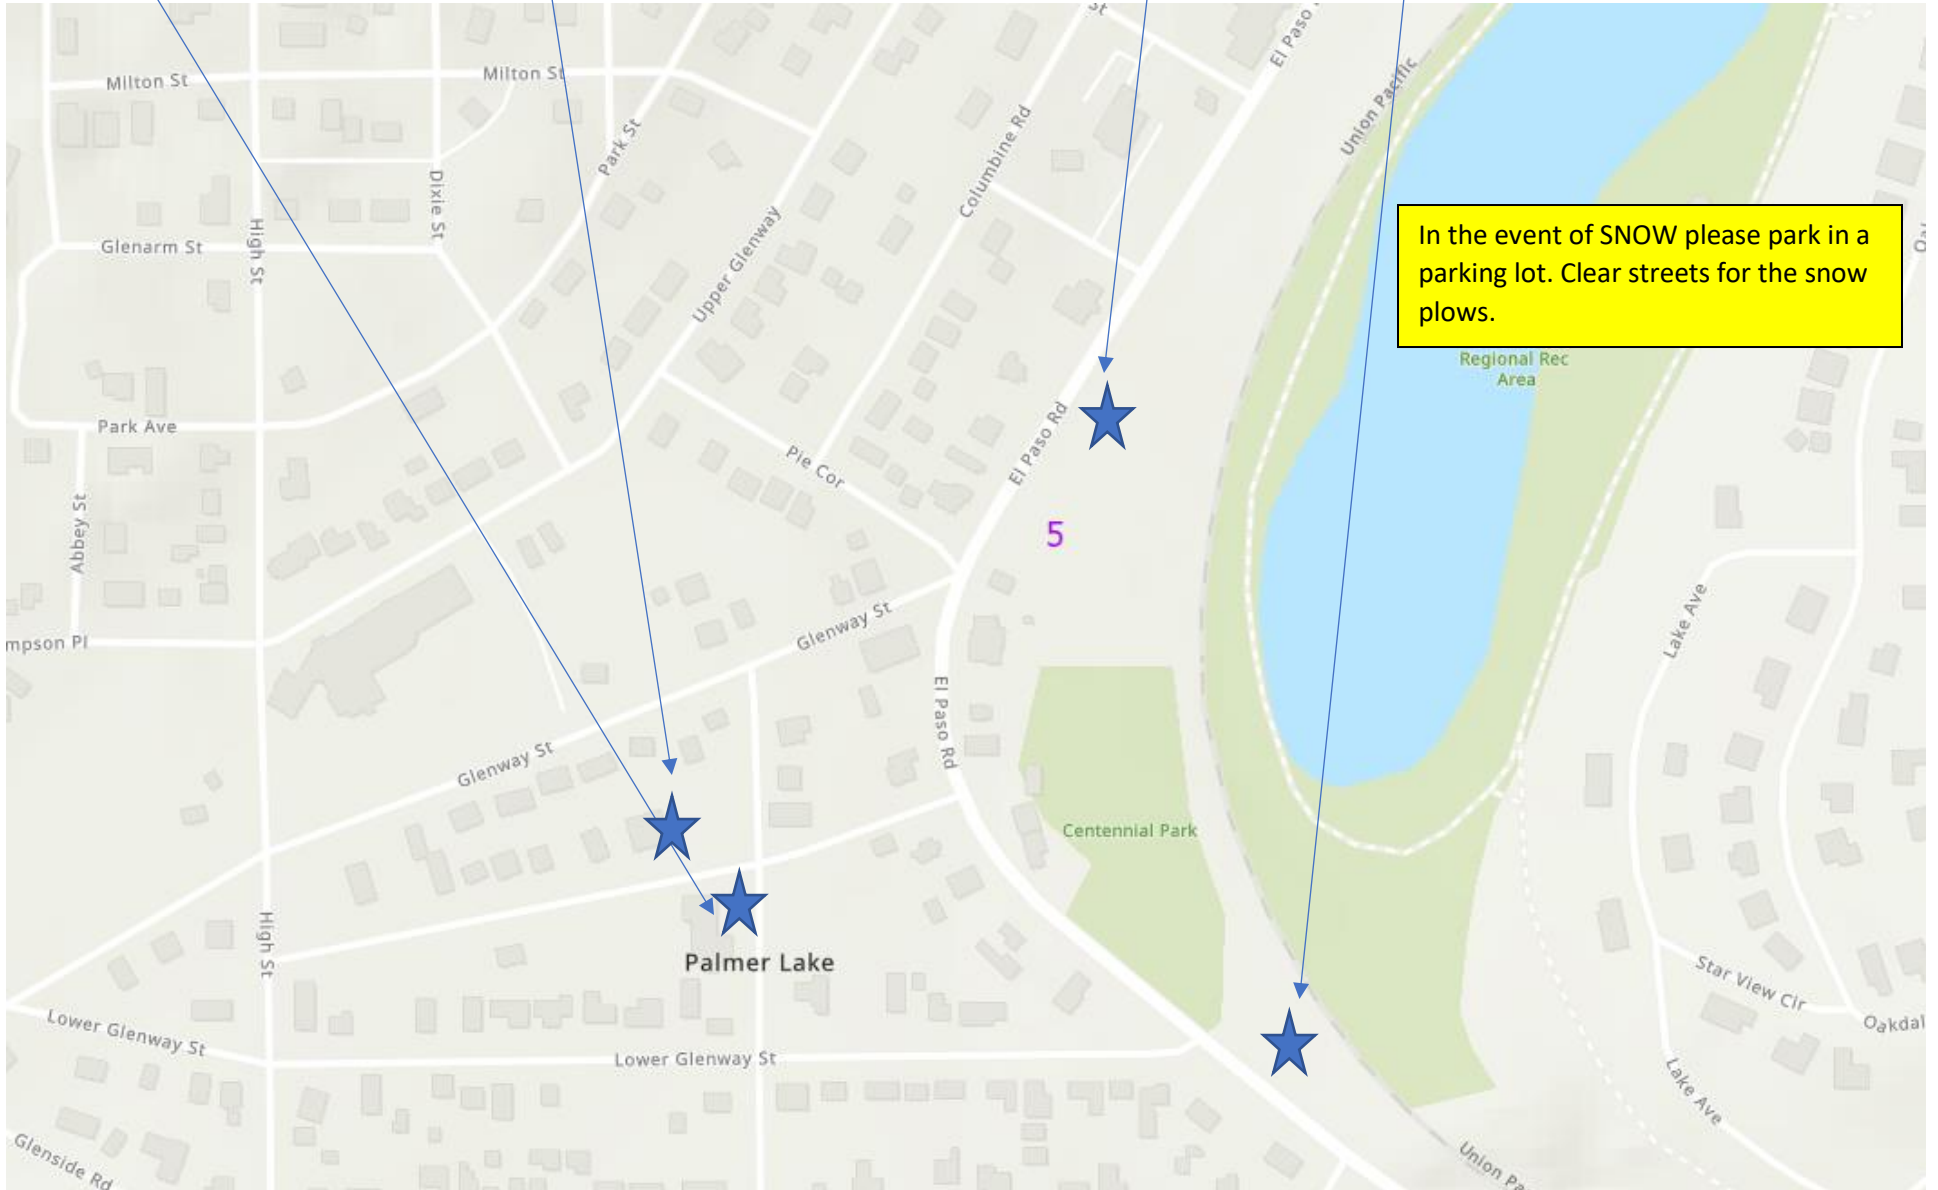 St
El Paso
Milton St
Milton St
Union Pacific
Park St
Columbine Rd
Dixie St
High St
Glenarm St
Upper Glenway
In the event of SNOW please park in a
parking lot. Clear streets for the snow
plows.
Regional Rec
Area
Park Ave
Pie Cor
El Paso Rd
Abbey St
5
mpson Pl
Glenway St
Lake Ave
El Paso Rd
Glenway St
Centennial Park
High St
Palmer Lake
Star View Cir
Oakdal
Lower Glenway St
Lower Glenway St
Lake Ave
Glenside Rd
Union Pa